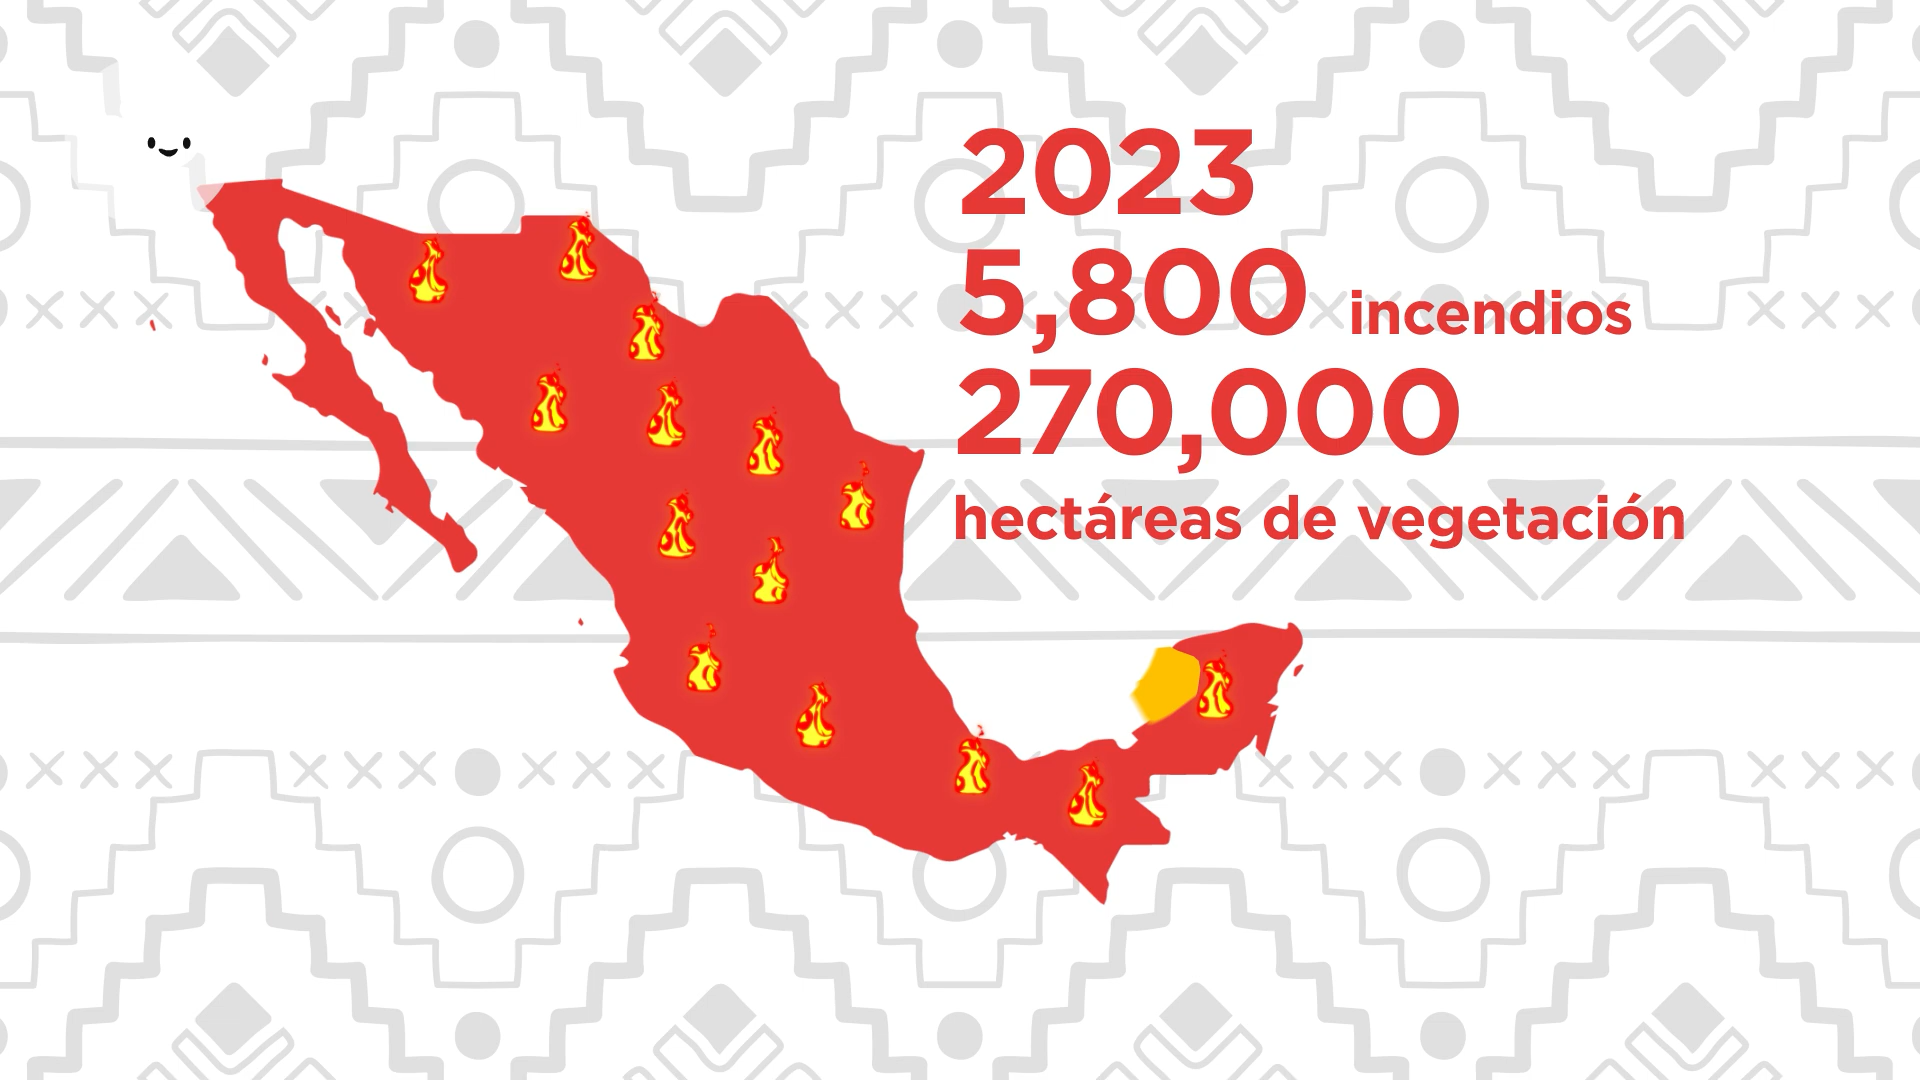 2023
5,800 incendios
270,000
hectáreas de vegetación